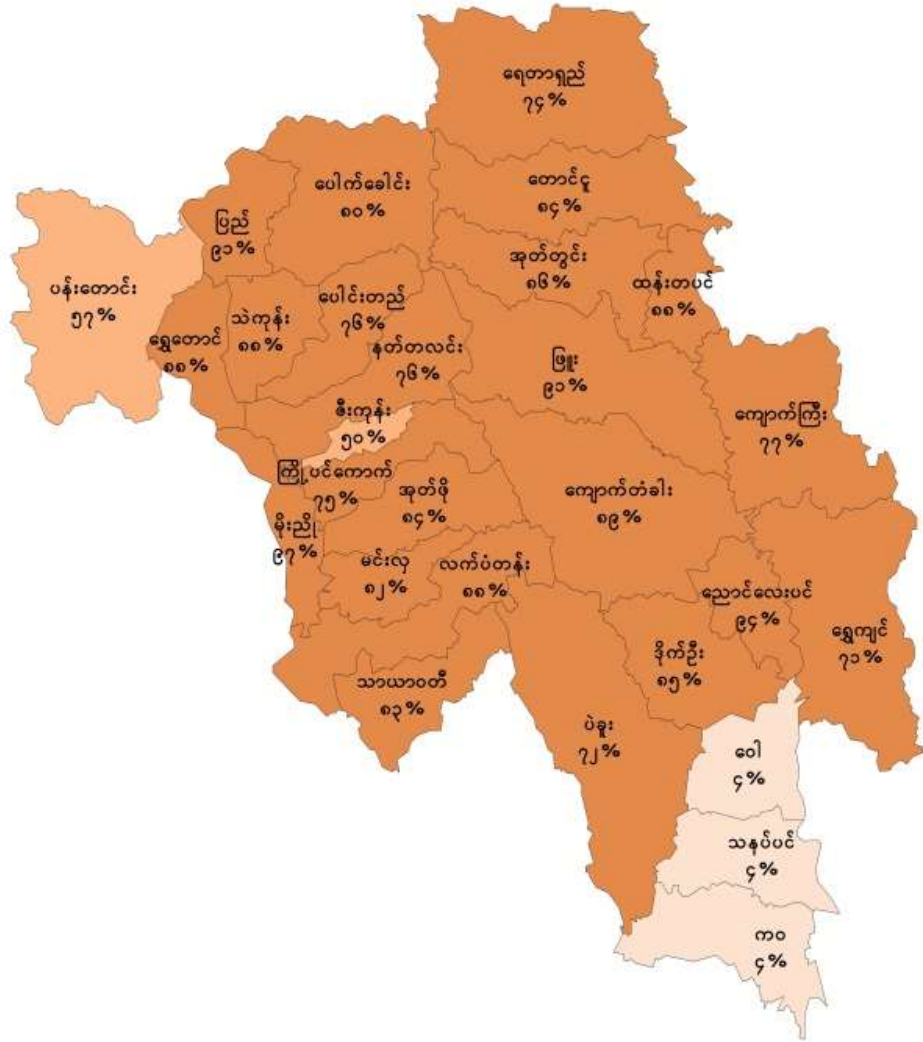 ရေတာရှည်
၇၄%
ပေါက်ခေါင်း
၈၀%
တောင်ငူ
၈၄%
ပြည်
၉၁%
အုတ်တွင်း
၈၆%
ထန်းတပင်
၈၈%
ပန်းတောင်း
၅၇%
ပေါင်းတည်
၇၆%
သဲကုန်း
၈၈%
ရွှေတောင်
၈၈%
နတ်တလင်း
၇၆%
ဖြူး
၉၁%
ကျောက်ကြီး
၇၇%
ဇီးကုန်း
၅၀%
ကြို့ပင်ကောက်
၇၅%
အုတ်ဖို
၈၄%
ကျောက်တံခါး
၈၉%
မိုးညို
၉၇%
မင်းလှ
၈၂%
လက်ပံတန်း
၈၈%
ညောင်လေးပင်
၉၄%
ရွှေကျင်
၇၁%
ဒိုက်ဦး
၈၅%
သာယာဝတီ
၈၃%
ပဲခူး
၇၂%
ဝေါ
၄%
သနပ်ပင်
၄%
ကဝ
၄%